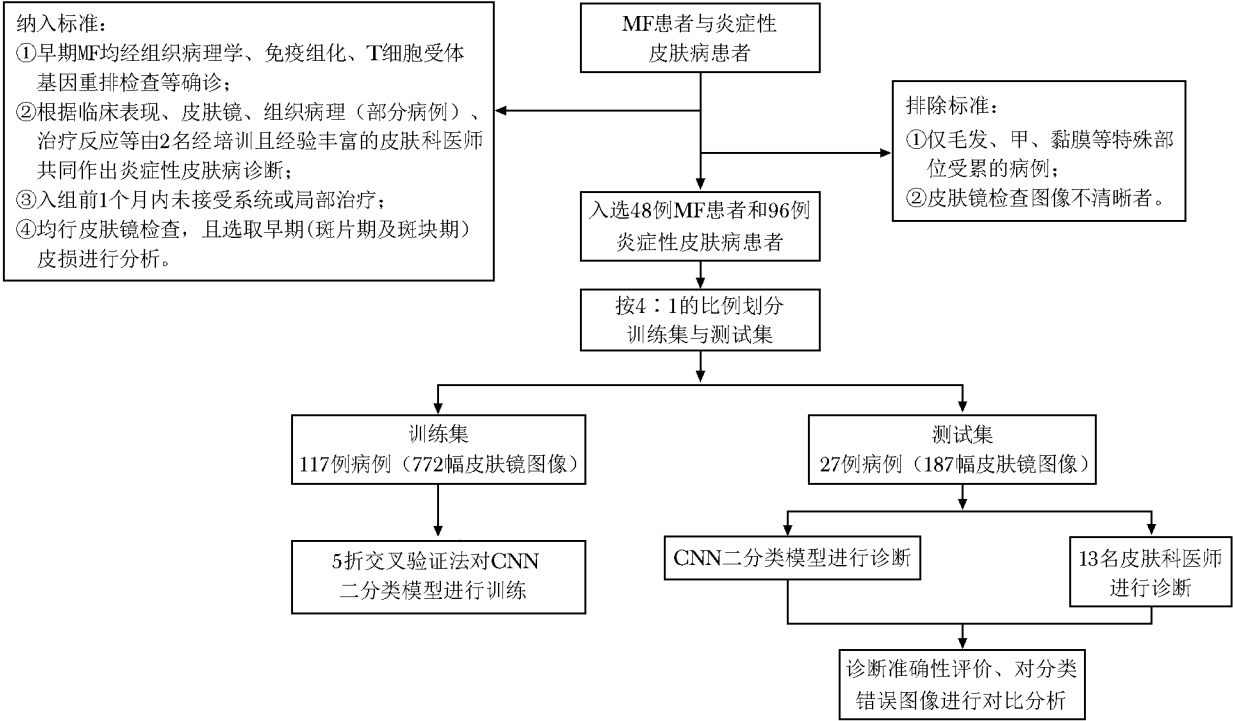 纳入标准：
①早期MF均经组织病理学、免疫组化、T细胞受体
基因重排检查等确诊；
②根据临床表现、皮肤镜、组织病理（部分病例）、
治疗反应等由2名经培训且经验丰富的皮肤科医师
共同作出炎症性皮肤病诊断；
③入组前1个月内未接受系统或局部治疗；
④均行皮肤镜检查，且选取早期(斑片期及斑块期）
皮损进行分析。
MF患者与炎症性
皮肤病患者
排除标准：
①仅毛发、甲、黏膜等特殊部
位受累的病例；
②皮肤镜检查图像不清晰者。
入选48例MF患者和96例
炎症性皮肤病患者
按4∶1的比例划分
训练集与测试集
训练集
117例病例（772幅皮肤镜图像）
测试集
27例病例（187幅皮肤镜图像）
5折交叉验证法对CNN
二分类模型进行训练
CNN二分类模型进行诊断
13名皮肤科医师
进行诊断
诊断准确性评价、对分类
错误图像进行对比分析